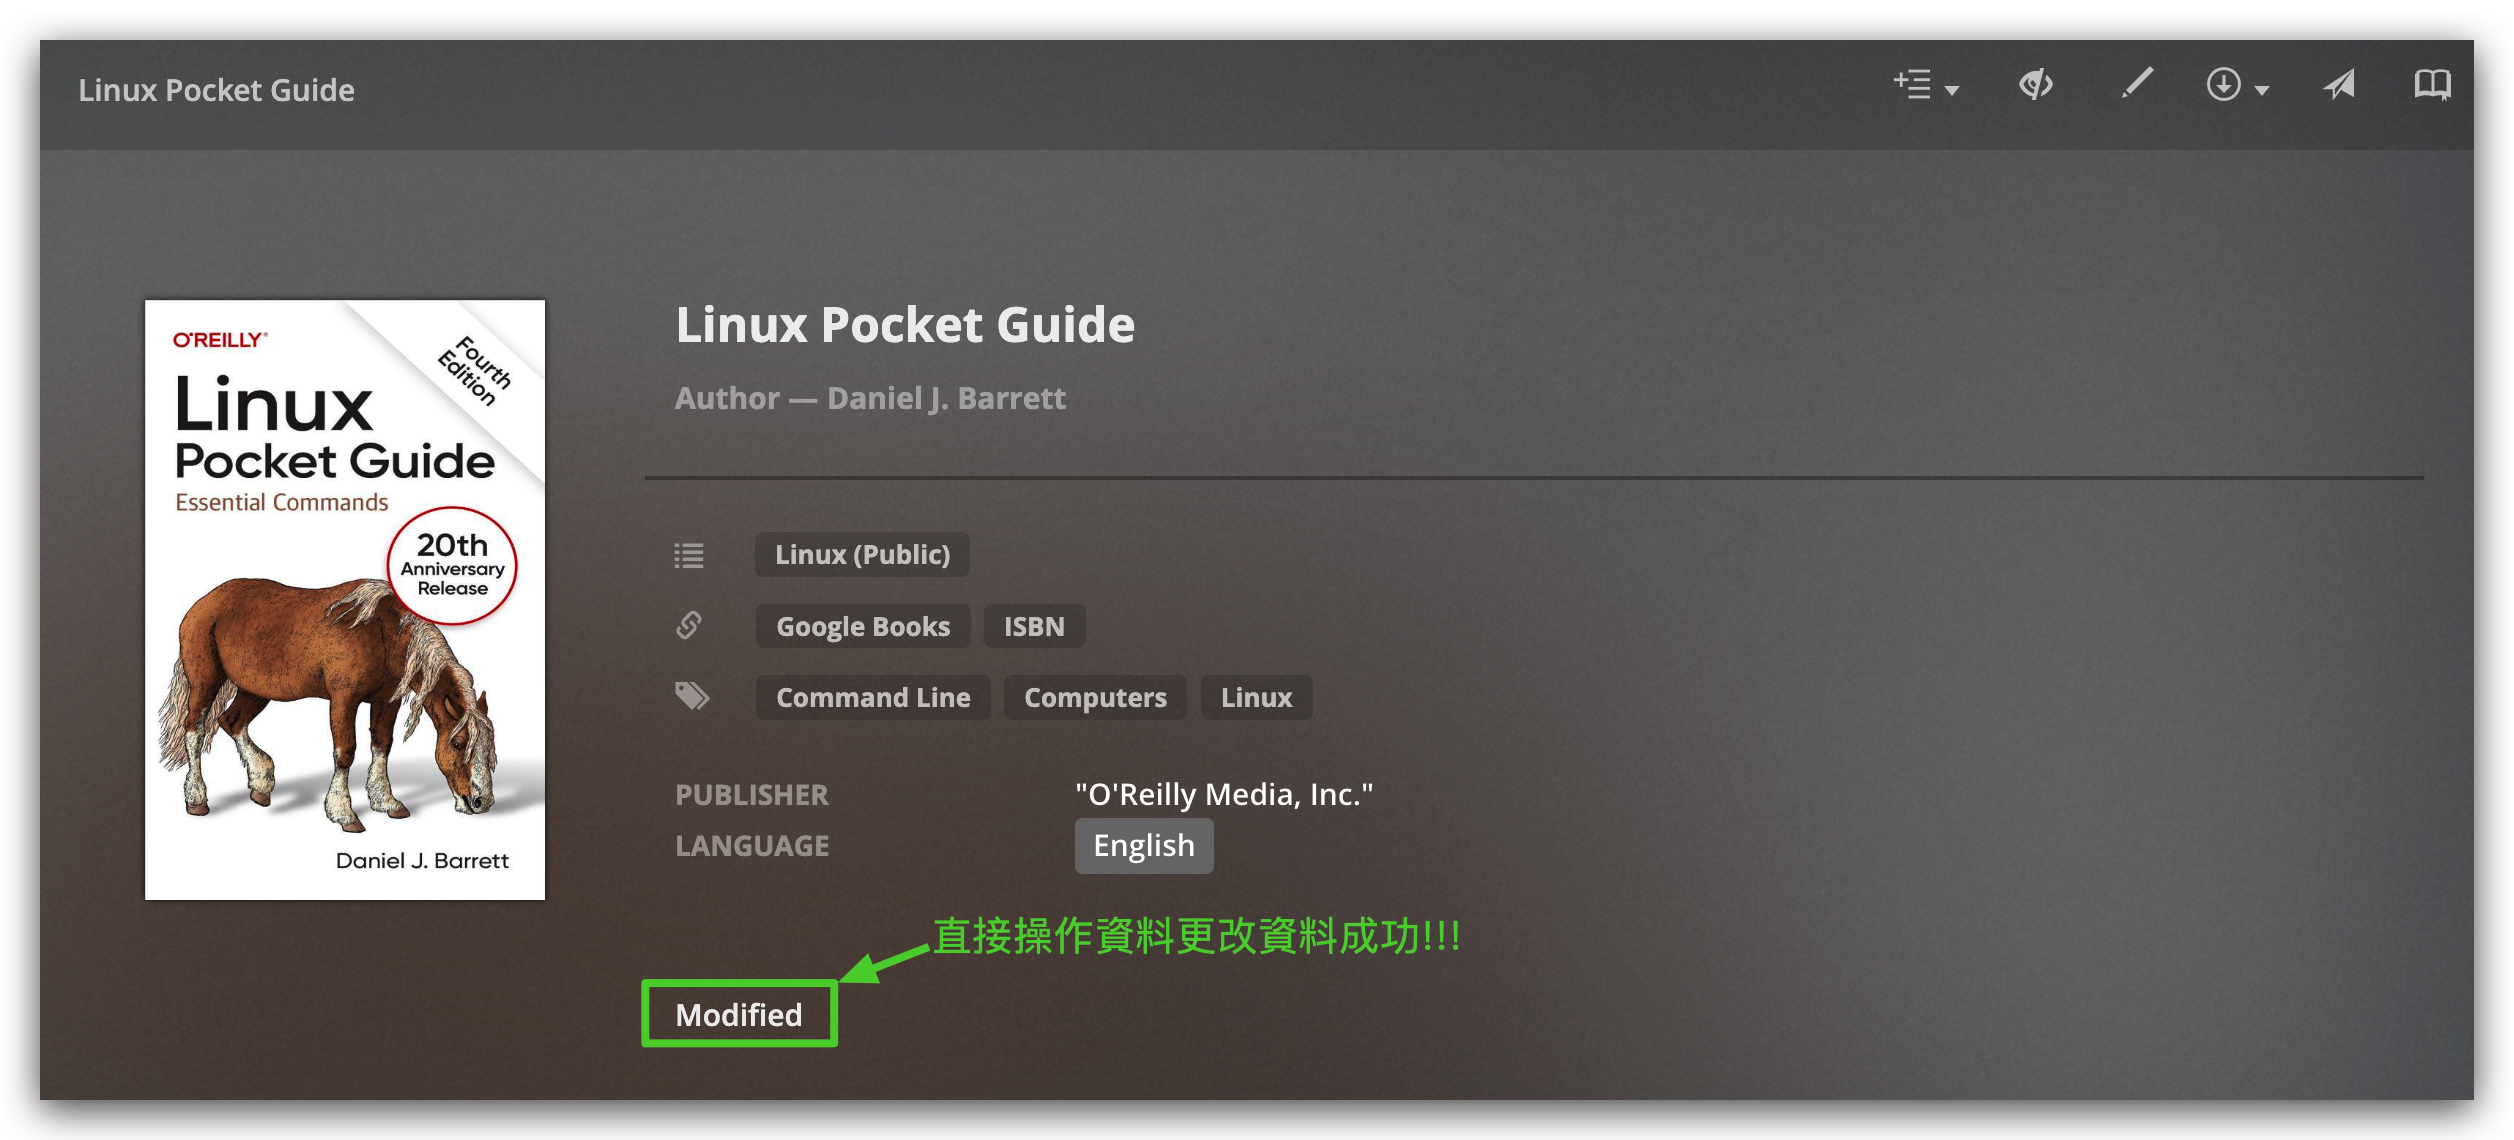 Linux Pocket Guide
O'REILLY®
Fourth
Edition
Linux
Pocket Guide
Essential Commands
20th
Anniversary
Release
Daniel J. Barrett
Linux Pocket Guide
Author — Daniel J. Barrett
Linux (Public)
Google Books ISBN
Command Line Computers Linux
PUBLISHER "O'Reilly Media, Inc."
LANGUAGE English
直接操作資料更改資料成功!!!
Modified